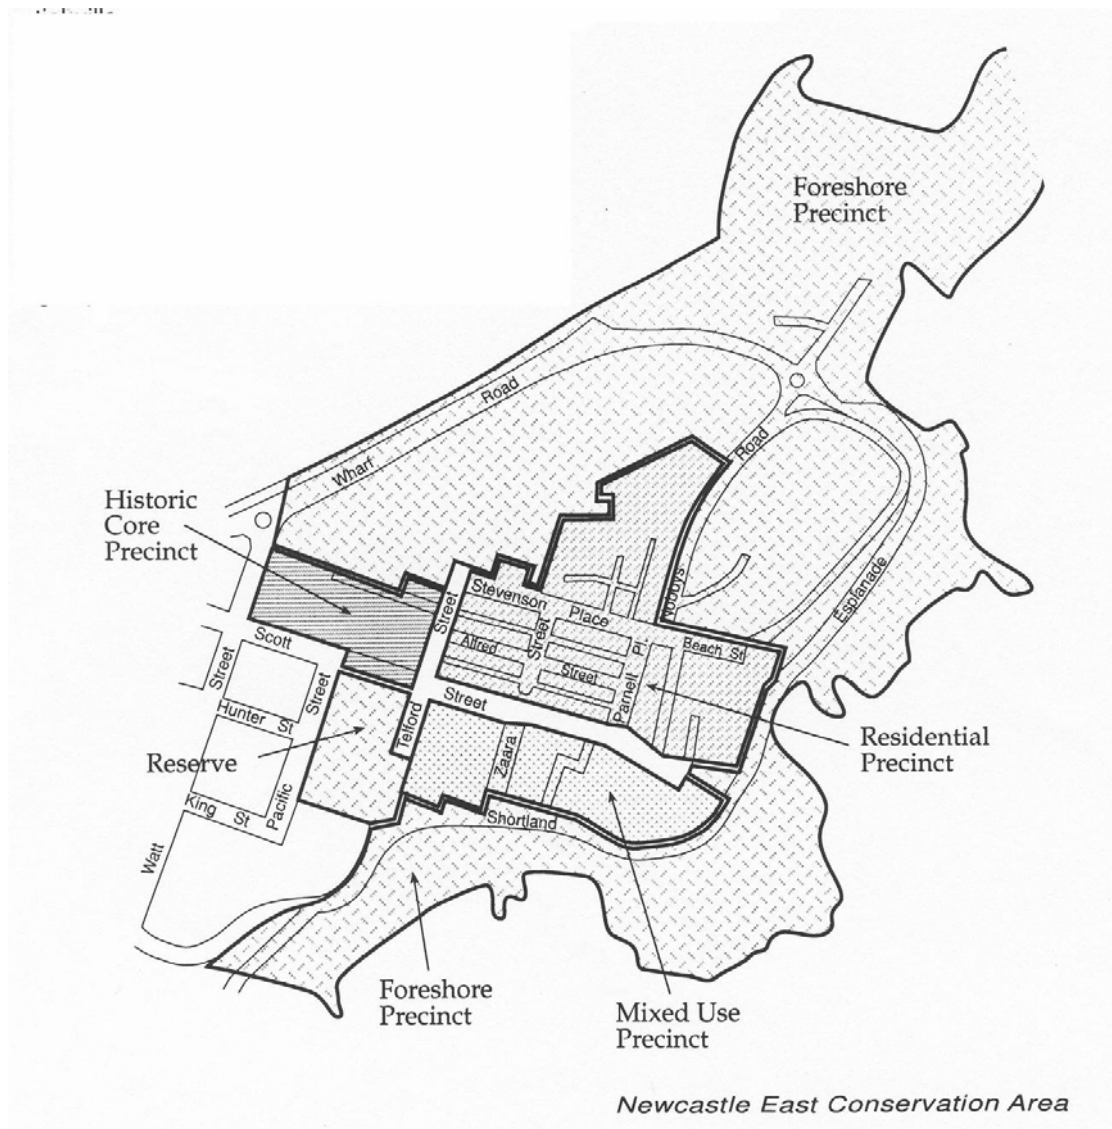 Foreshore
Precinct
Road
Wharf
Road
Historic
Core
Precinct
Hobbys
Esplanade
Stevenson
Place
Street
Street
Alfred
Street
Pl
Parnell
Beach St
Scott
Street
Street
Street
Hunter St
Telford
Zaara
Reserve
Residential
Precinct
Pacific
King St
Shortland
Watt
Foreshore
Precinct
Mixed Use
Precinct
Newcastle East Conservation Area